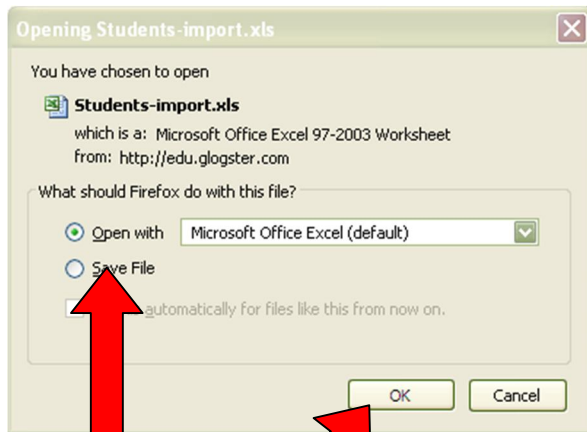 Opening Students-import.xls
You have chosen to open
Students-import.xls
which is a: Microsoft Office Excel 97-2003 Worksheet
from: http://edu.glogster.com
What should Firefox do with this file?
Open with Microsoft Office Excel (default)
Save File
automatically for files like this from now on.
OK Cancel